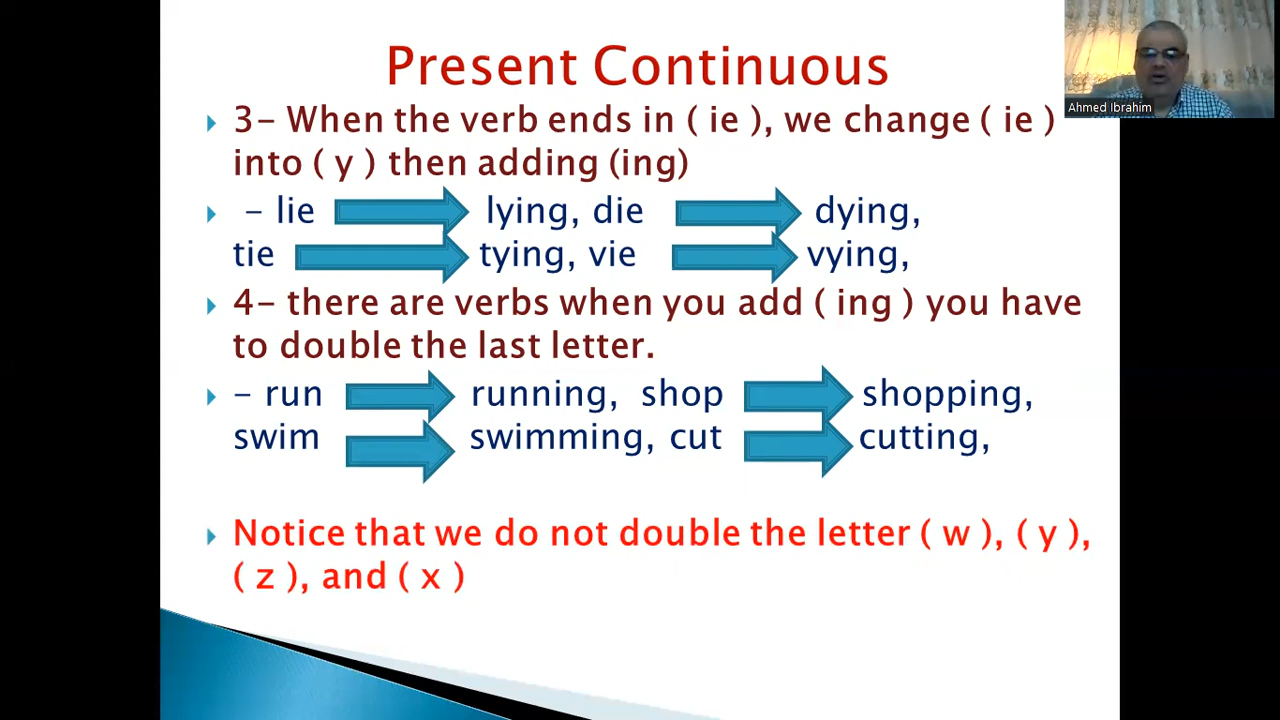 Present Continuous
3- When the verb ends in ( ie ), we change ( ie )
into ( y ) then adding (ing)
- lie lying, die dying,
tie tying, vie vying,
4- there are verbs when you add ( ing ) you have
to double the last letter.
- run running, shop shopping,
swim swimming, cut cutting,
Notice that we do not double the letter ( w ), ( y ),
( z ), and ( x )
Ahmed Ibrahim